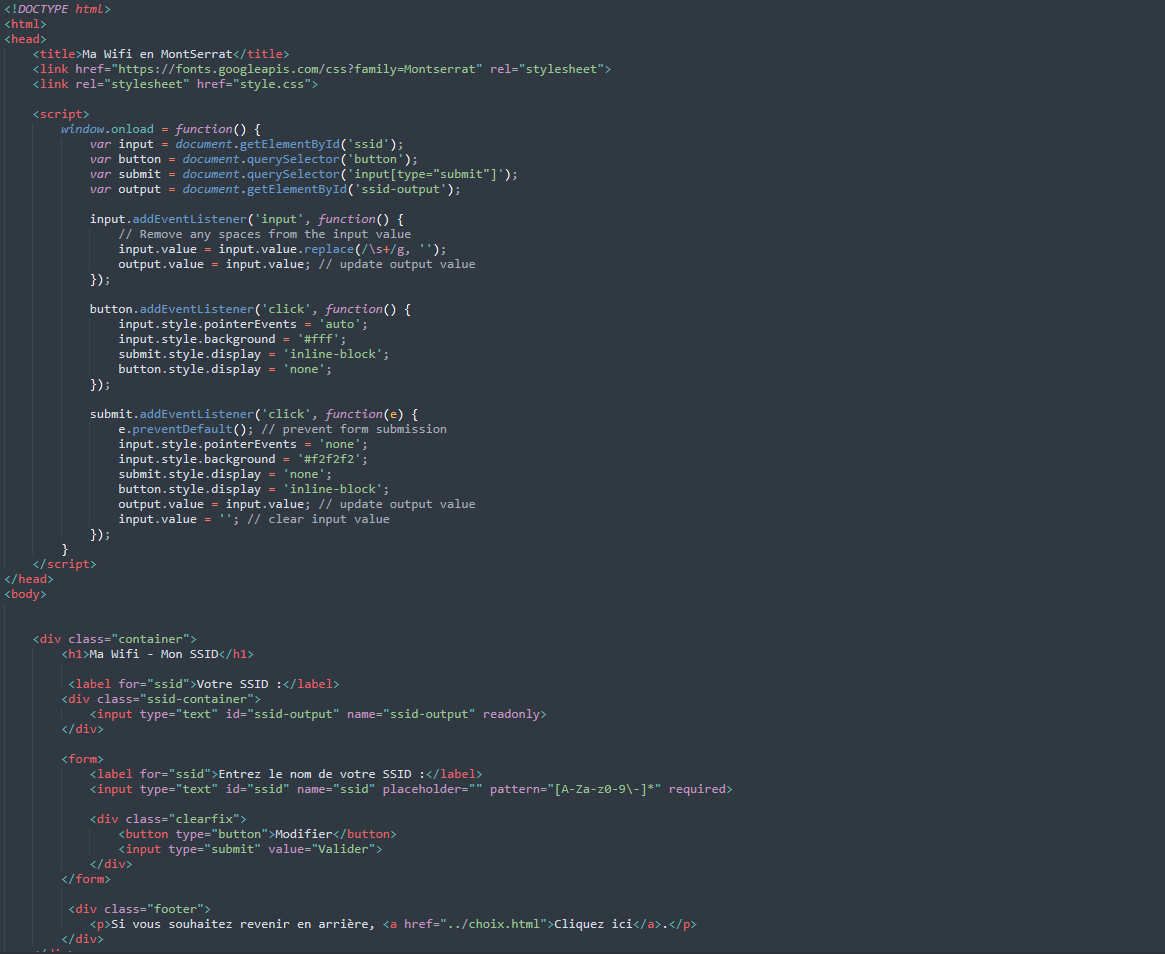 <!DOCTYPE html>
<html>
<head>
    <title>Ma Wifi en MontSerrat</title>
    <link href="https://fonts.googleapis.com/css?family=Montserrat" rel="stylesheet">
    <link rel="stylesheet" href="style.css">

    <script>
        window.onload = function() {
            var input = document.getElementById('ssid');
            var button = document.querySelector('button');
            var submit = document.querySelector('input[type="submit"]');
            var output = document.getElementById('ssid-output');

            input.addEventListener('input', function() {
                // Remove any spaces from the input value
                input.value = input.value.replace(/\s+/g, '');
                output.value = input.value; // update output value
            });

            button.addEventListener('click', function() {
                input.style.pointerEvents = 'auto';
                input.style.background = '#fff';
                submit.style.display = 'inline-block';
                button.style.display = 'none';
            });

            submit.addEventListener('click', function(e) {
                e.preventDefault(); // prevent form submission
                input.style.pointerEvents = 'none';
                input.style.background = '#f2f2f2';
                submit.style.display = 'none';
                button.style.display = 'inline-block';
                output.value = input.value; // update output value
                input.value = ''; // clear input value
            });
        }
    </script>
</head>
<body>


    <div class="container">
        <h1>Ma Wifi - Mon SSID</h1>

         <label for="ssid">Votre SSID :</label>
        <div class="ssid-container">
            <input type="text" id="ssid-output" name="ssid-output" readonly>
        </div>

        <form>
            <label for="ssid">Entrez le nom de votre SSID :</label>
            <input type="text" id="ssid" name="ssid" placeholder="" pattern="[A-Za-z0-9\-]*" required>

            <div class="clearfix">
                <button type="button">Modifier</button>
                <input type="submit" value="Valider">
            </div>
        </form>

         <div class="footer">
            <p>Si vous souhaitez revenir en arrière, <a href="../choix.html">Cliquez ici</a>.</p>
        </div>